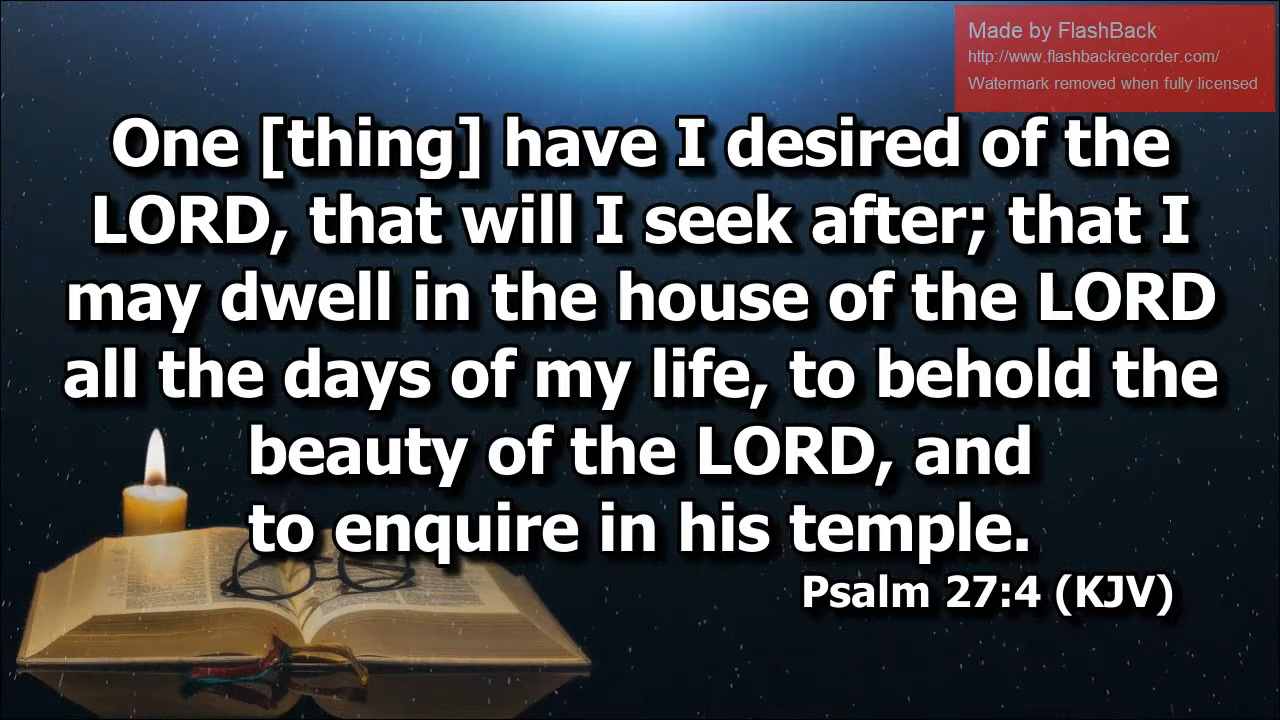 Made by FlashBack
http://www.flashbackrecorder.com/
Watermark removed when fully licensed
One [thing] have I desired of the
LORD, that will I seek after; that I
may dwell in the house of the LORD
all the days of my life, to behold the
beauty of the LORD, and
to enquire in his temple.
Psalm 27:4 (KJV)